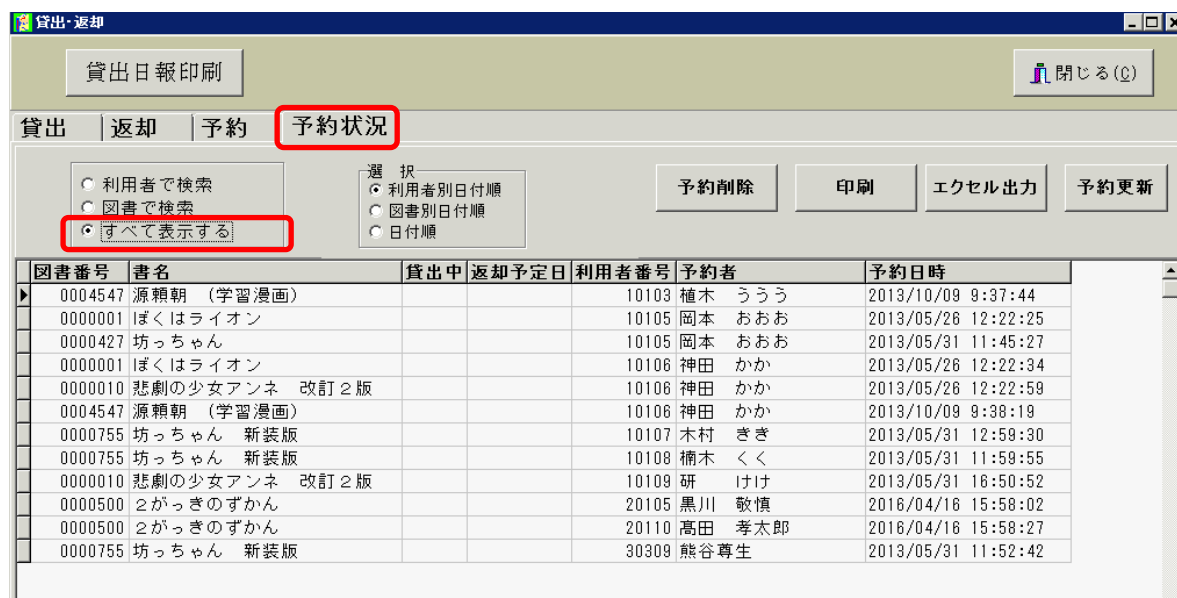 貸出・返却
貸出日報印刷
閉じる(C)
貸出 返却 予約 予約状況
利用者で検索
図書で検索
すべて表示する
選 択
利用者別日付順
図書別日付順
日付順
予約削除 印刷 エクセル出力 予約更新
図書番号 書名 貸出中 返却予定日 利用者番号 予約者 予約日時
0004547 源頼朝 (学習漫画) 10103 植木 ううう 2013/10/09 9:37:44
0000001 ぼくはライオン 10105 岡本 おおお 2013/05/26 12:22:25
0000427 坊っちゃん 10105 岡本 おおお 2013/05/31 11:45:27
0000001 ぼくはライオン 10106 神田 かか 2013/05/26 12:22:34
0000010 悲劇の少女アンネ 改訂2版 10106 神田 かか 2013/05/26 12:22:59
0004547 源頼朝 (学習漫画) 10106 神田 かか 2013/10/09 9:38:19
0000755 坊っちゃん 新装版 10107 木村 きき 2013/05/31 12:59:30
0000755 坊っちゃん 新装版 10108 楠木 くく 2013/05/31 11:59:55
0000010 悲劇の少女アンネ 改訂2版 10109 研 けけ 2013/05/31 16:50:52
0000500 2がっきのずかん 20105 黒川 敬慎 2016/04/16 15:58:02
0000500 2がっきのずかん 20110 髙田 孝太郎 2016/04/16 15:58:27
0000755 坊っちゃん 新装版 30309 熊谷尊生 2013/05/31 11:52:42